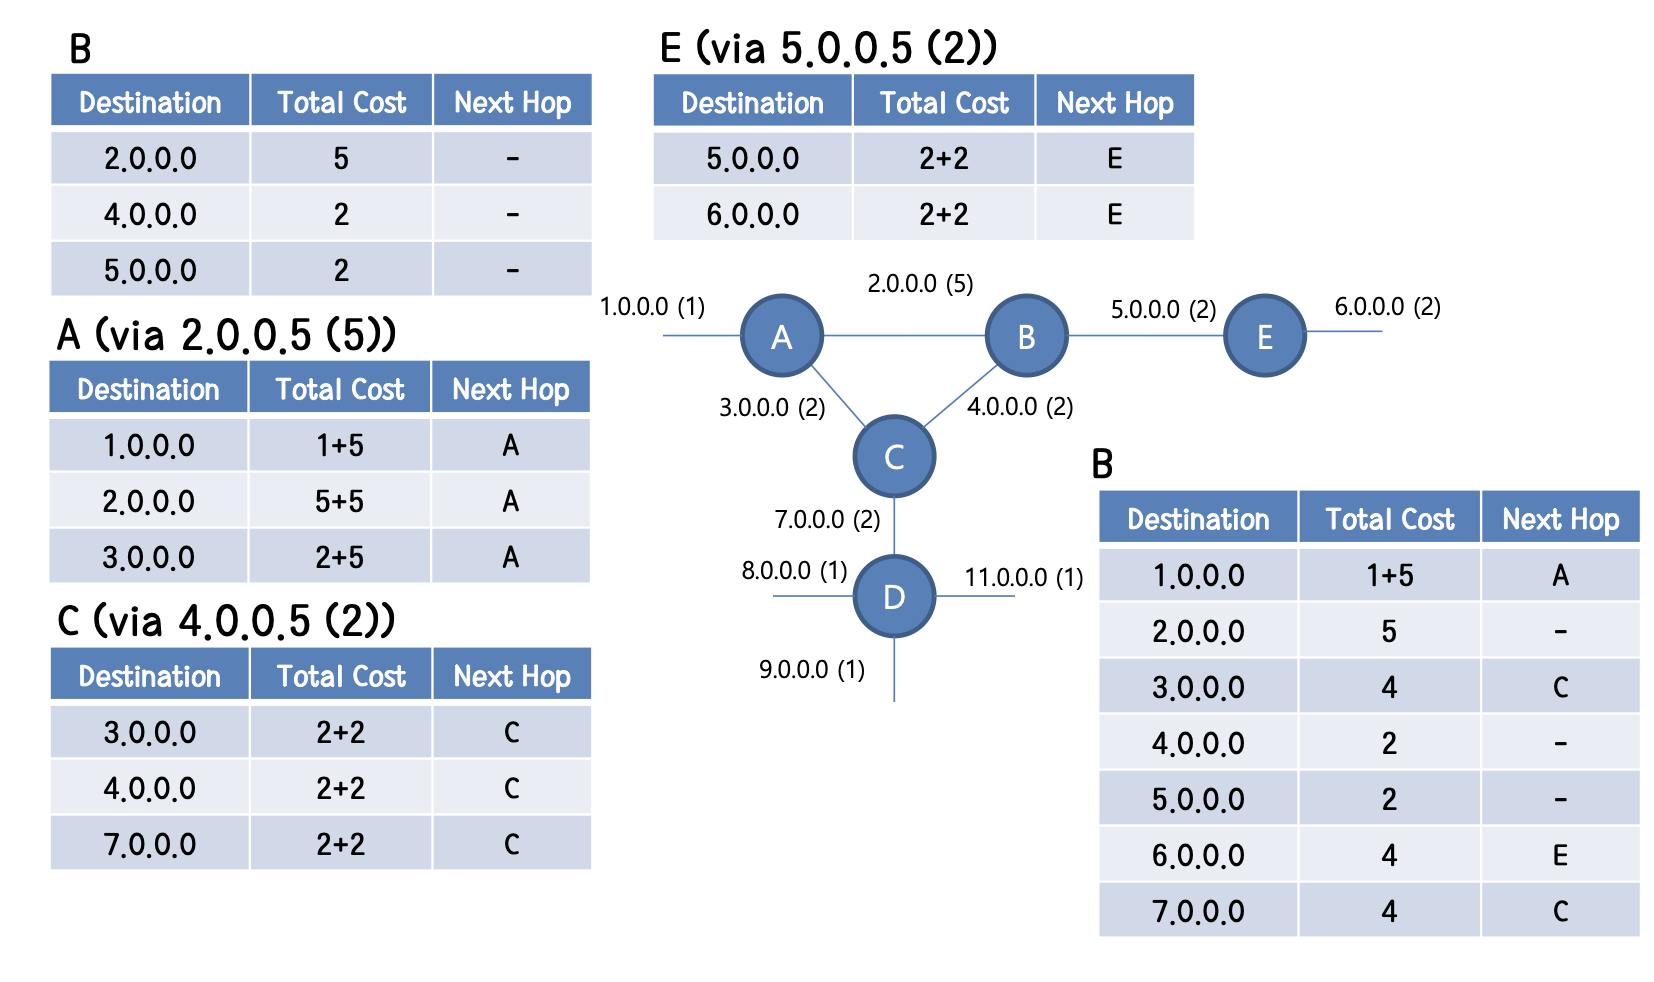 B
Destination Total Cost Next Hop
2.0.0.0 5 -
4.0.0.0 2 -
5.0.0.0 2 -
A (via 2.0.0.5 (5))
Destination Total Cost Next Hop
1.0.0.0 1+5 A
2.0.0.0 5+5 A
3.0.0.0 2+5 A
C (via 4.0.0.5 (2))
Destination Total Cost Next Hop
3.0.0.0 2+2 C
4.0.0.0 2+2 C
7.0.0.0 2+2 C
E (via 5.0.0.5 (2))
Destination Total Cost Next Hop
5.0.0.0 2+2 E
6.0.0.0 2+2 E
1.0.0.0 (1)
2.0.0.0 (5)
5.0.0.0 (2)
6.0.0.0 (2)
A
B
E
3.0.0.0 (2)
4.0.0.0 (2)
C
7.0.0.0 (2)
8.0.0.0 (1)
11.0.0.0 (1)
D
9.0.0.0 (1)
B
Destination Total Cost Next Hop
1.0.0.0 1+5 A
2.0.0.0 5 -
3.0.0.0 4 C
4.0.0.0 2 -
5.0.0.0 2 -
6.0.0.0 4 E
7.0.0.0 4 C